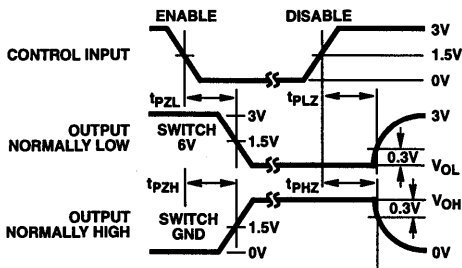 ENABLE DISABLE
3V
CONTROL INPUT 1.5V
0V
tPZL tPLZ
3V 3V
OUTPUT
NORMALLY LOW
SWITCH
6V
1.5V
0.3V
VOL
tPZH tPHZ
VOH
0.3V
OUTPUT
NORMALLY HIGH
SWITCH
GND
1.5V
0V 0V